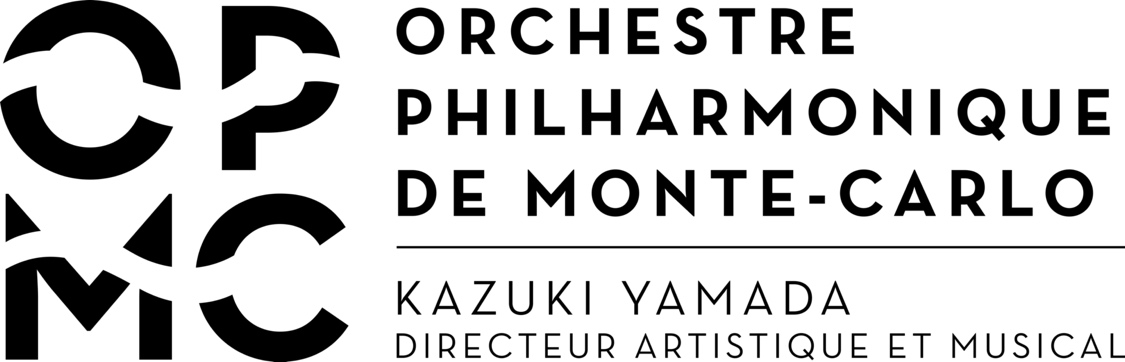 OP
MC
ORCHESTRE
PHILHARMONIQUE
DE MONTE-CARLO
KAZUKI YAMADA
DIRECTEUR ARTISTIQUE ET MUSICAL